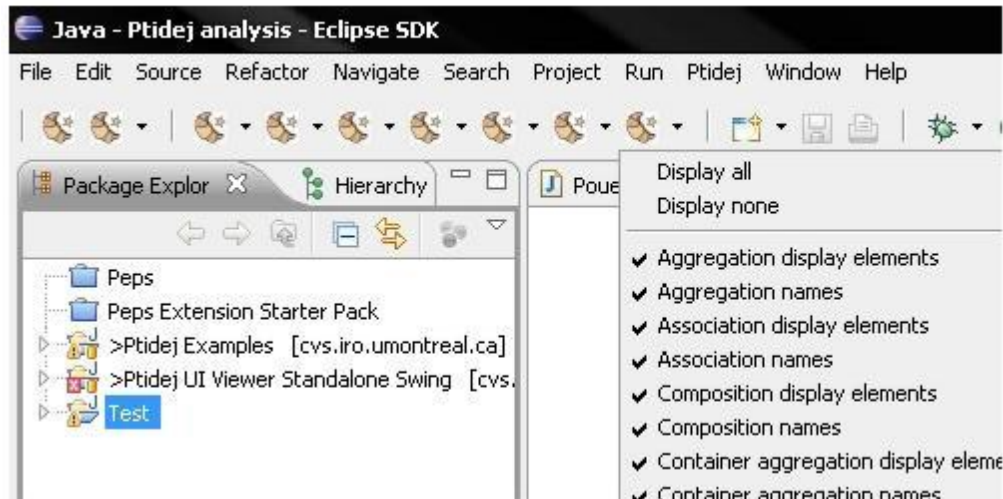 Java - Ptidej analysis - Eclipse SDK
File Edit Source Refactor Navigate Search Project Run Ptidej Window Help
Package Explor Hierarchy
Peps
Peps Extension Starter Pack
>Ptidej Examples [cvs.iro.umontreal.ca]
>Ptidej UI Viewer Standalone Swing [cvs.
Test
J Poue
Display all
Display none
Aggregation display elements
Aggregation names
Association display elements
Association names
Composition display elements
Composition names
Container aggregation display eleme
Container aggregation names